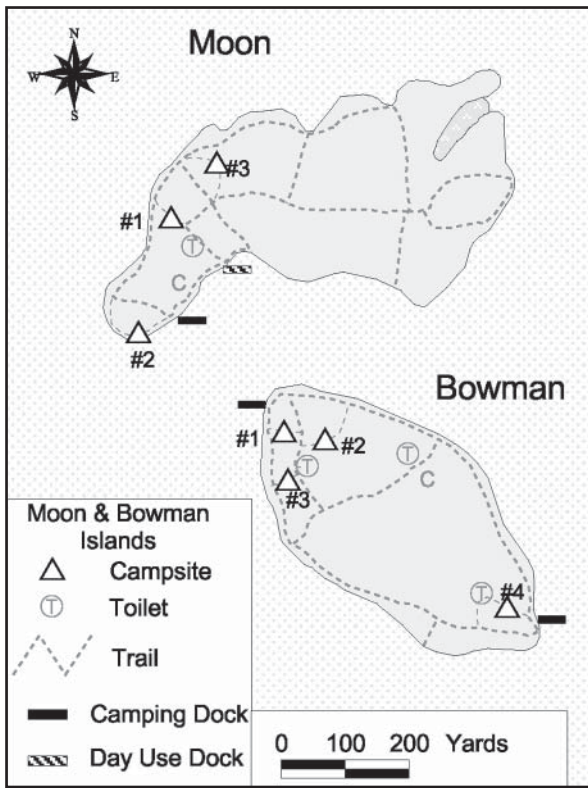 Moon
N
W E
S
#3
#1
T
C
#2
Bowman
#1
#2
T
T
#3
C
T
#4
Moon & Bowman
Islands
Campsite
T Toilet
Trail
Camping Dock
Day Use Dock
0 100 200 Yards